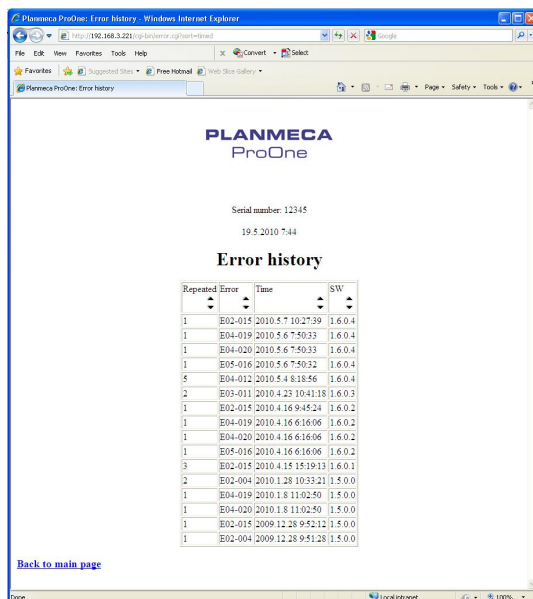 Planmeca ProOne: Error history - Windows Internet Explorer
http://192.168.3.221/cgi-bin/error.cgi?sort=timed
Google
File Edit View Favorites Tools Help
Convert Select
Favorites Suggested Sites Free Hotmail Web Slice Gallery
Planmeca ProOne: Error history
Page Safety Tools
PLANMECA
ProOne
Serial number: 12345
19.5.2010 7:44
Error history
Repeated Error Time SW
1 E02-015 2010.5.7 10:27:39 1.6.0.4
1 E04-019 2010.5.6 7:50:33 1.6.0.4
1 E04-020 2010.5.6 7:50:33 1.6.0.4
1 E05-016 2010.5.6 7:50:32 1.6.0.4
5 E04-012 2010.5.4 8:18:56 1.6.0.4
2 E03-011 2010.4.23 10:41:18 1.6.0.3
1 E02-015 2010.4.16 9:45:24 1.6.0.2
1 E04-019 2010.4.16 6:16:06 1.6.0.2
1 E04-020 2010.4.16 6:16:06 1.6.0.2
1 E05-016 2010.4.16 6:16:06 1.6.0.2
3 E02-015 2010.4.15 15:19:13 1.6.0.1
2 E02-004 2010.1.28 10:33:21 1.5.0.0
1 E04-019 2010.1.8 11:02:50 1.5.0.0
1 E04-020 2010.1.8 11:02:50 1.5.0.0
1 E02-015 2009.12.28 9:52:12 1.5.0.0
1 E02-004 2009.12.28 9:51:28 1.5.0.0
Back to main page
Done Local intranet 100%